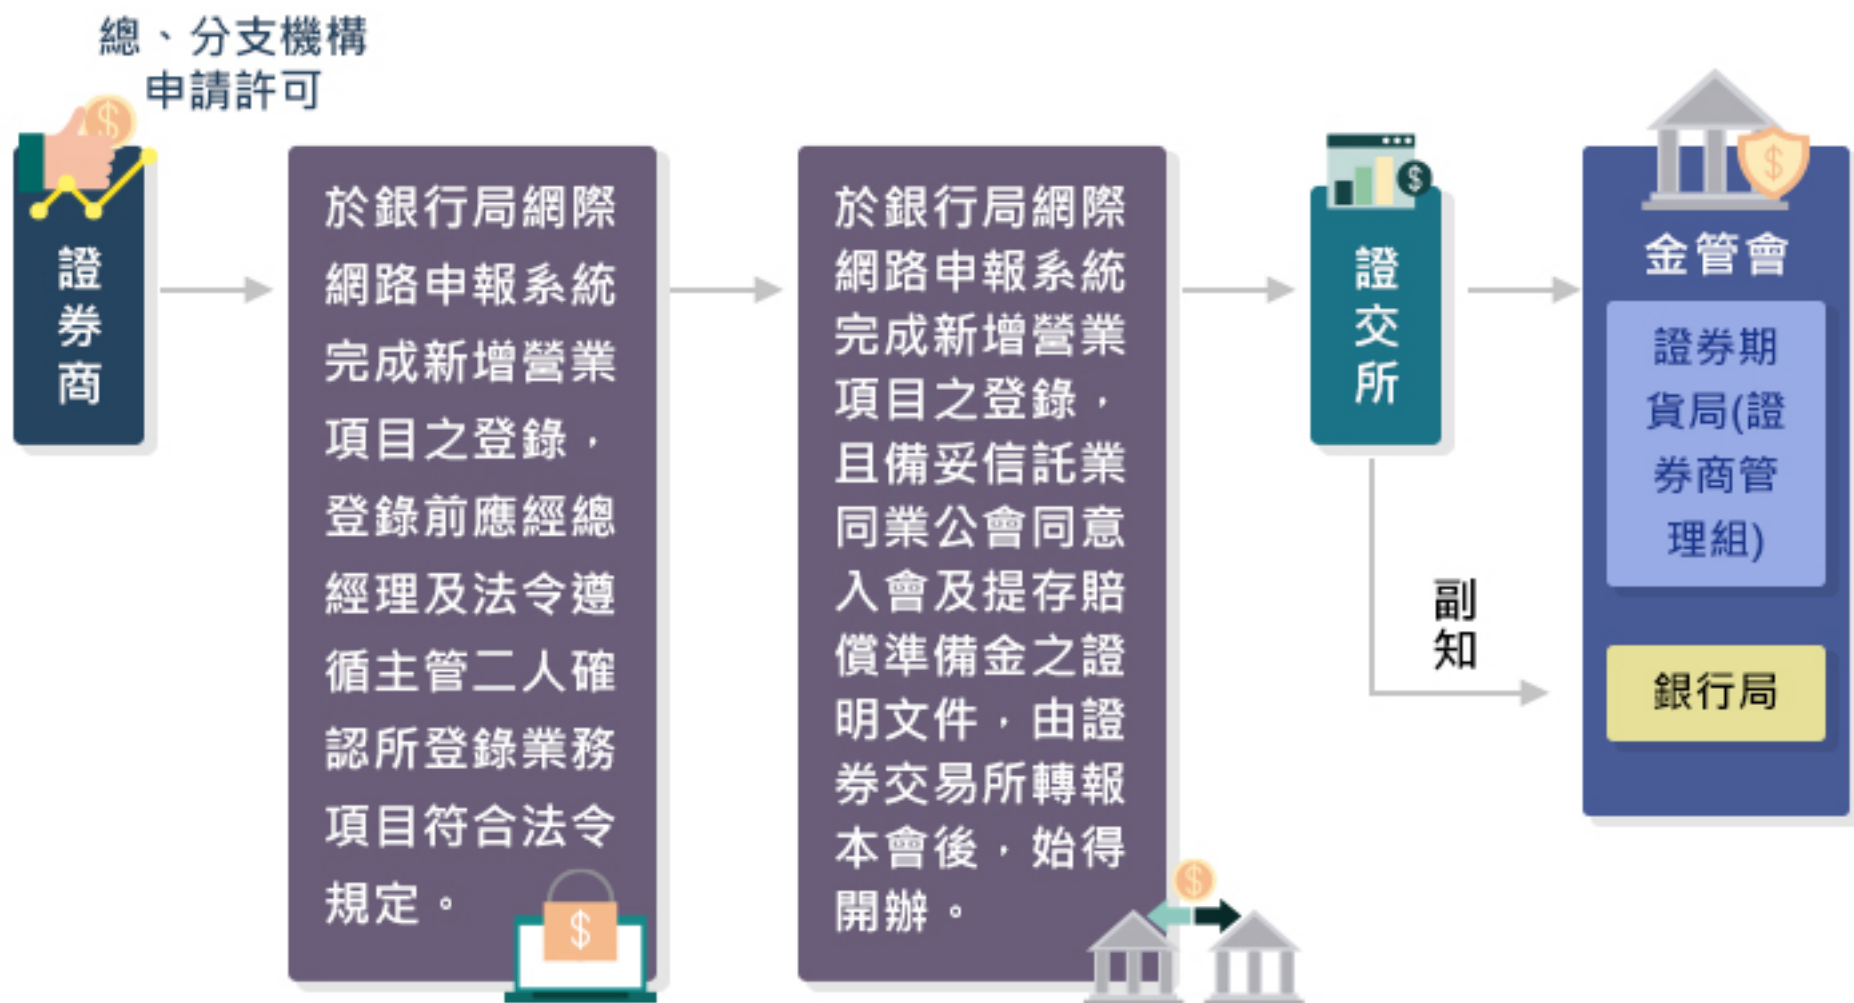 總、分支機構
申請許可
證
券
商
於銀行局網際
網路申報系統
完成新增營業
項目之登錄，
登錄前應經總
經理及法令遵
循主管二人確
認所登錄業務
項目符合法令
規定。
$
於銀行局網際
網路申報系統
完成新增營業
項目之登錄，
且備妥信託業
同業公會同意
入會及提存賠
償準備金之證
明文件，由證
券交易所轉報
本會後，始得
開辦。
$
證
交
所
副
知
金管會
證券期
貨局(證
券商管
理組)
銀行局